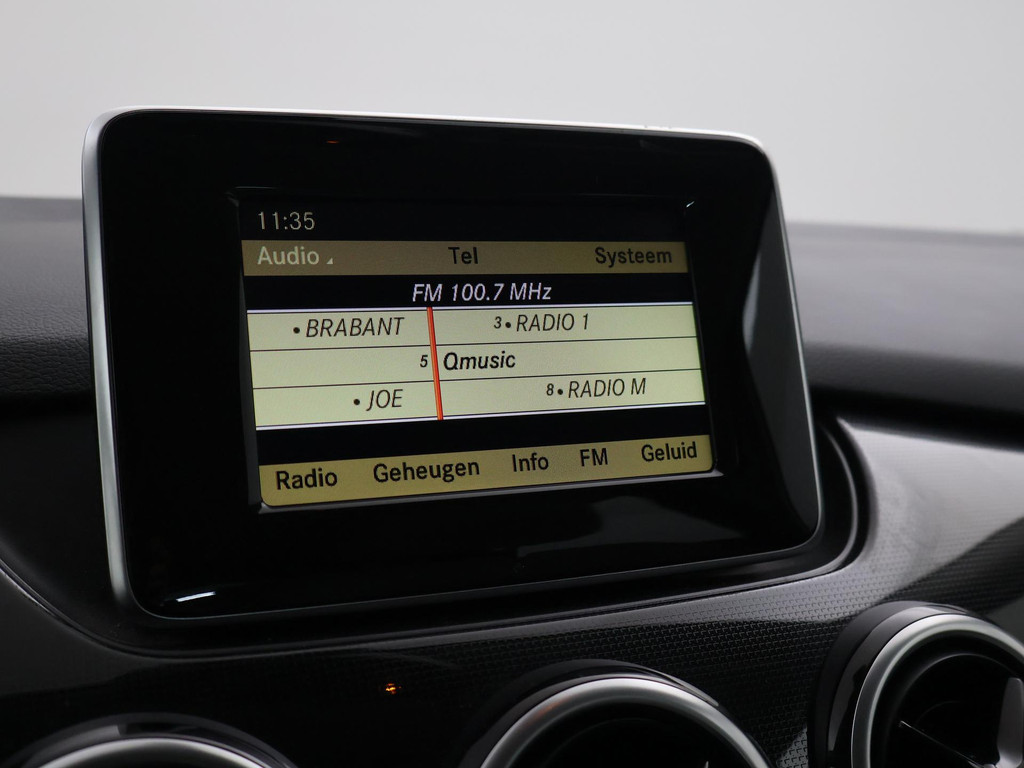 11:35
Audio Tel Systeem
FM 100.7 MHz
• BRABANT 3• RADIO 1
5 Qmusic
• JOE 8• RADIO M
Radio Geheugen Info FM Geluid